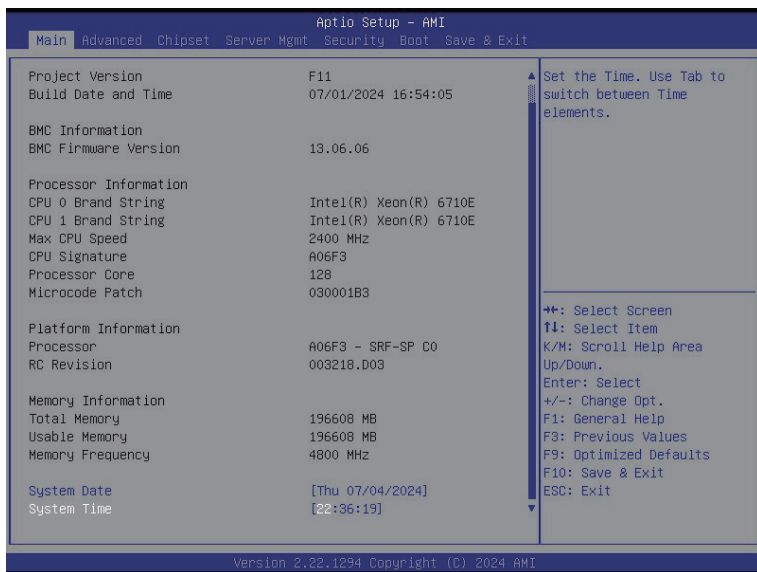 Aptio Setup – AMI
Main Advanced Chipset Server Mgmt Security Boot Save & Exit
Project Version F11
Build Date and Time 07/01/2024 16:54:05
BMC Information
BMC Firmware Version 13.06.06
Processor Information
CPU 0 Brand String Intel(R) Xeon(R) 6710E
CPU 1 Brand String Intel(R) Xeon(R) 6710E
Max CPU Speed 2400 MHz
CPU Signature A06F3
Processor Core 128
Microcode Patch 030001B3
Platform Information
Processor A06F3 - SRF-SP C0
RC Revision 003218.D03
Memory Information
Total Memory 196608 MB
Usable Memory 196608 MB
Memory Frequency 4800 MHz
System Date [Thu 07/04/2024]
System Time [22:36:19]
Set the Time. Use Tab to
switch between Time
elements.
→←: Select Screen
↑↓: Select Item
K/M: Scroll Help Area
Up/Down.
Enter: Select
+/-: Change Opt.
F1: General Help
F3: Previous Values
F9: Optimized Defaults
F10: Save & Exit
ESC: Exit
Version 2.22.1294 Copyright (C) 2024 AMI